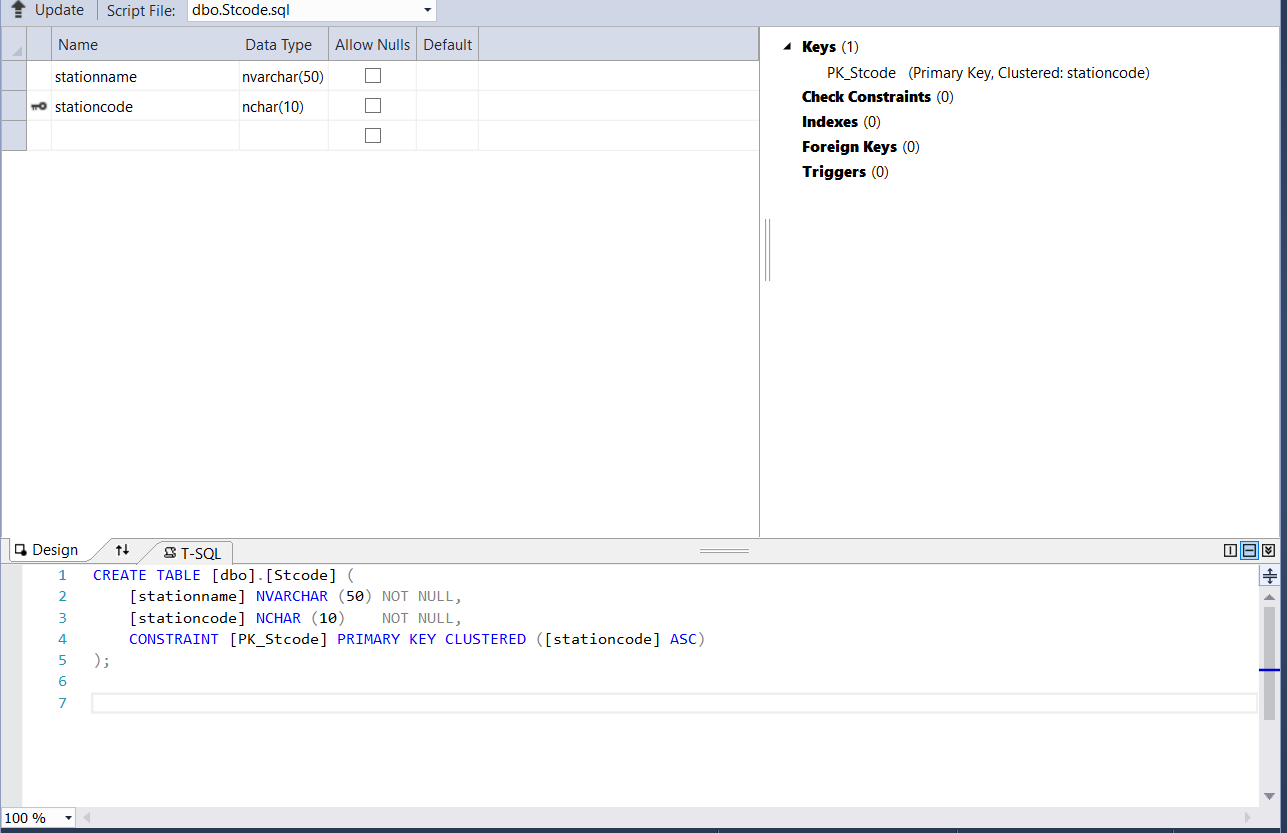 Update Script File: dbo.Stcode.sql
Name Data Type Allow Nulls Default
stationname nvarchar(50)
stationcode nchar(10)
Keys (1)
PK_Stcode (Primary Key, Clustered: stationcode)
Check Constraints (0)
Indexes (0)
Foreign Keys (0)
Triggers (0)
Design T-SQL
1 CREATE TABLE [dbo].[Stcode] (
2 [stationname] NVARCHAR (50) NOT NULL,
3 [stationcode] NCHAR (10) NOT NULL,
4 CONSTRAINT [PK_Stcode] PRIMARY KEY CLUSTERED ([stationcode] ASC)
5 );
6
7
100 %